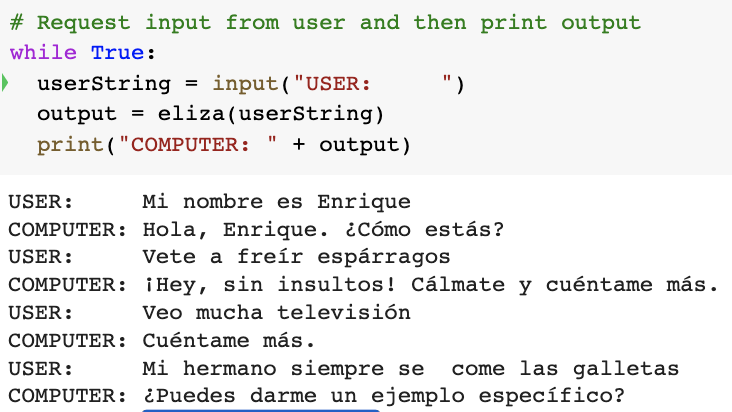 # Request input from user and then print output
while True:
  userString = input("USER:     ")
  output = eliza(userString)
  print("COMPUTER: " + output)
USER:     Mi nombre es Enrique
COMPUTER: Hola, Enrique. ¿Cómo estás?
USER:     Vete a freír espárragos
COMPUTER: ¡Hey, sin insultos! Cálmate y cuéntame más.
USER:     Veo mucha televisión
COMPUTER: Cuéntame más.
USER:     Mi hermano siempre se  come las galletas
COMPUTER: ¿Puedes darme un ejemplo específico?